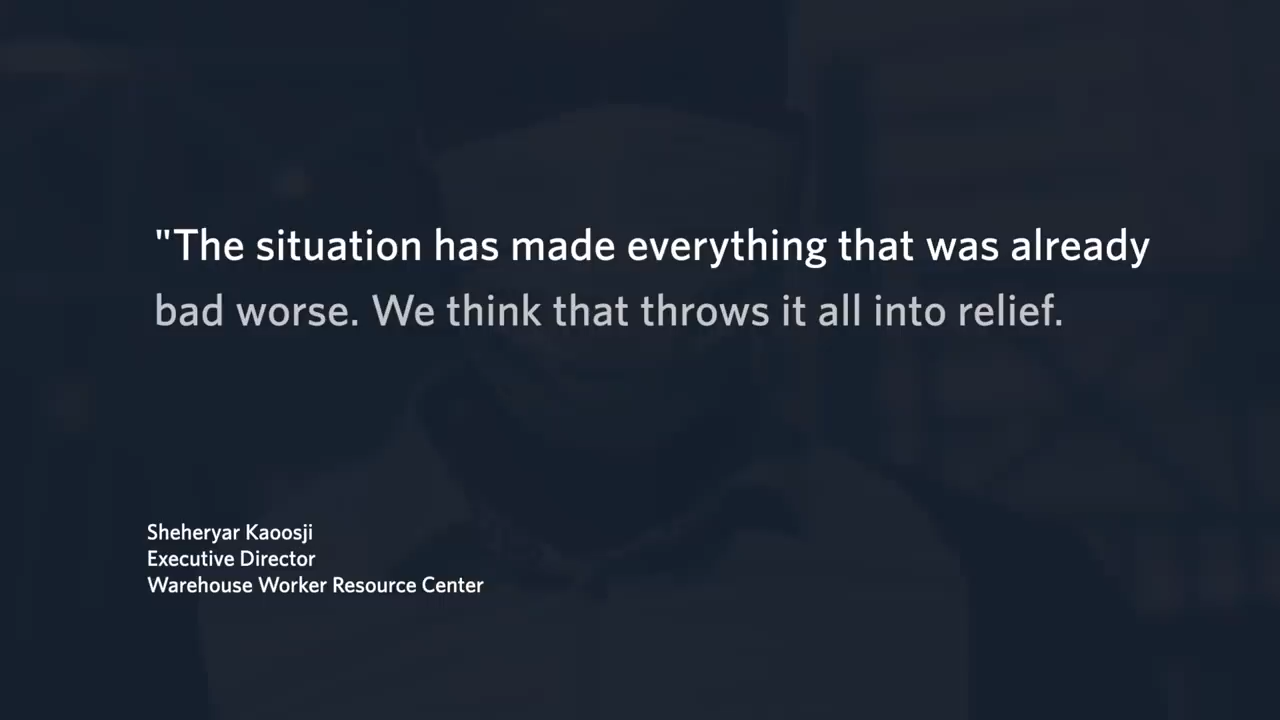 "The situation has made everything that was already
bad worse. We think that throws it all into relief.
Sheheryar Kaoosji
Executive Director
Warehouse Worker Resource Center